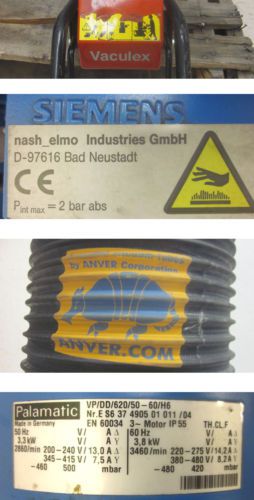 Vaculex
SIEMENS
nash_elmo Industries GmbH
D-97616 Bad Neustadt
CE
Pint max = 2 bar abs
by ANVER Corporation
ANVER.COM
Palamatic VP/DD/620/50-60/H6
Made in Germany Nr.E S6 37 4905 01 011 /04
EN 60034 3~ Motor IP55 TH.CL.F
50 Hz V/ A 60 Hz V/ A
3,3 kW V/ A 3,8 kW V/ A
2860/min 200-240 V/13,0 A 3460/min 220-275 V/14,2 A
345-415 V/ 7,5 A 380-480 V/ 8,2 A
-460 500 mbar -480 420 mbar